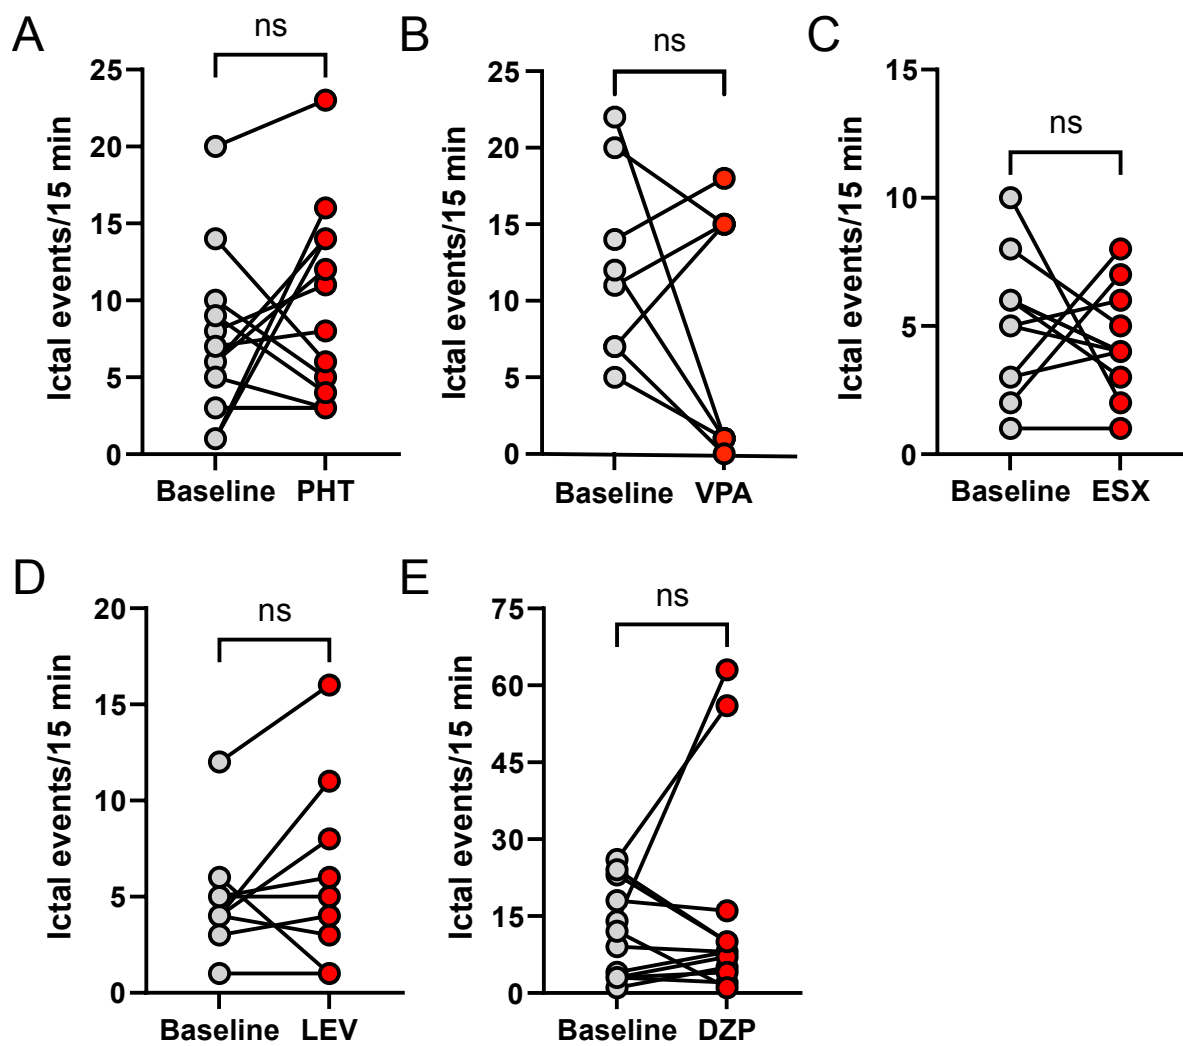 A
ns
Ictal events/15 min
25
20
15
10
5
0
Baseline PHT
B
ns
Ictal events/15 min
25
20
15
10
5
0
Baseline VPA
C
ns
Ictal events/15 min
15
10
5
0
Baseline ESX
D
ns
Ictal events/15 min
20
15
10
5
0
Baseline LEV
E
ns
Ictal events/15 min
75
60
45
30
15
0
Baseline DZP